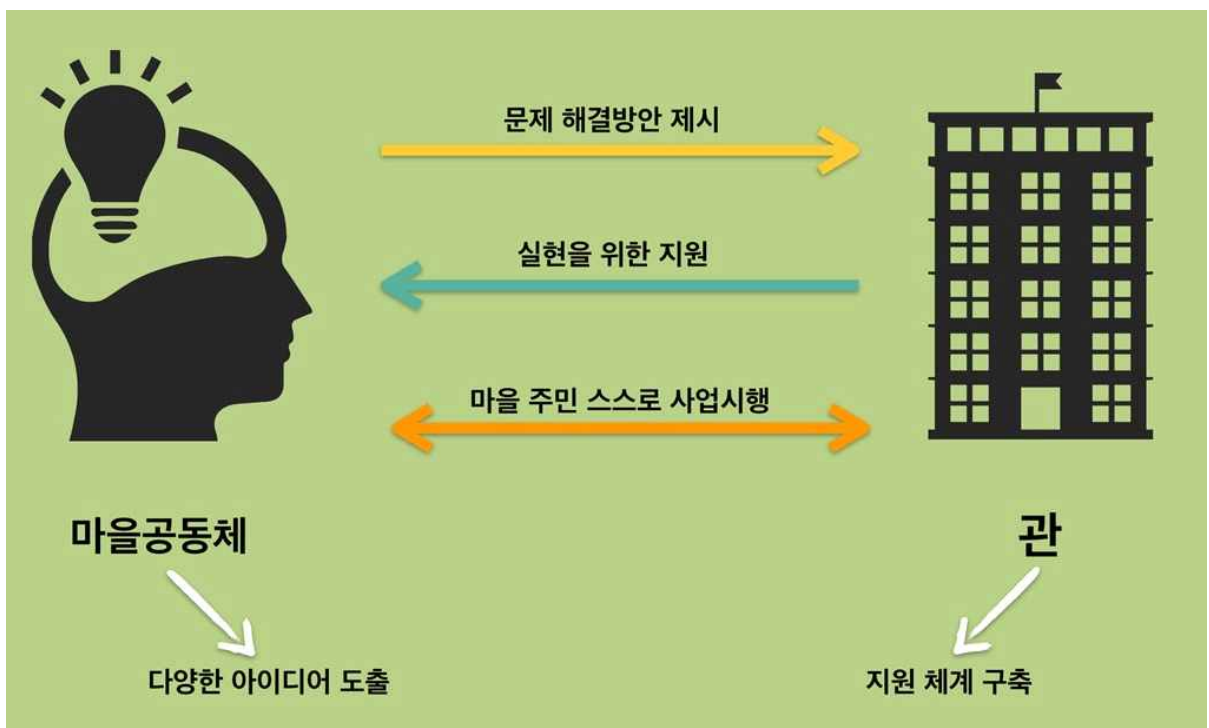 문제 해결방안 제시
실현을 위한 지원
마을 주민 스스로 사업시행
마을공동체
관
다양한 아이디어 도출
지원 체계 구축